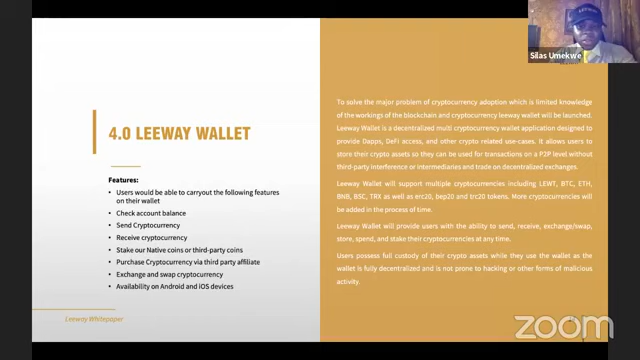 Silas Umekwe
4.0 LEEWAY WALLET
Features:
Users would be able to carryout the following features
on their wallet
Check account balance
Send Cryptocurrency
Receive cryptocurrency
Stake our Native coins or third-party coins
Purchase Cryptocurrency via third party affiliate
Exchange and swap cryptocurrency
Availability on Android and iOS devices
Leeway Whitepaper
To solve the major problem of cryptocurrency adoption which is limited knowledge
of the workings of the blockchain and cryptocurrency leeway wallet will be launched.
Leeway Wallet is a decentralized multi cryptocurrency wallet application designed to
provide Dapps, DeFi access, and other crypto related use-cases. It allows users to
store their crypto assets so they can be used for transactions on a P2P level without
third-party interference or intermediaries and trade on decentralized exchanges.
Leeway Wallet will support multiple cryptocurrencies including LEWT, BTC, ETH,
BNB, BSC, TRX as well as erc20, bep20 and trc20 tokens. More cryptocurrencies will
be added in the process of time.
Leeway Wallet will provide users with the ability to send, receive, exchange/swap,
store, spend, and stake their cryptocurrencies at any time.
Users possess full custody of their crypto assets while they use the wallet as the
wallet is fully decentralized and is not prone to hacking or other forms of malicious
activity.
zoom